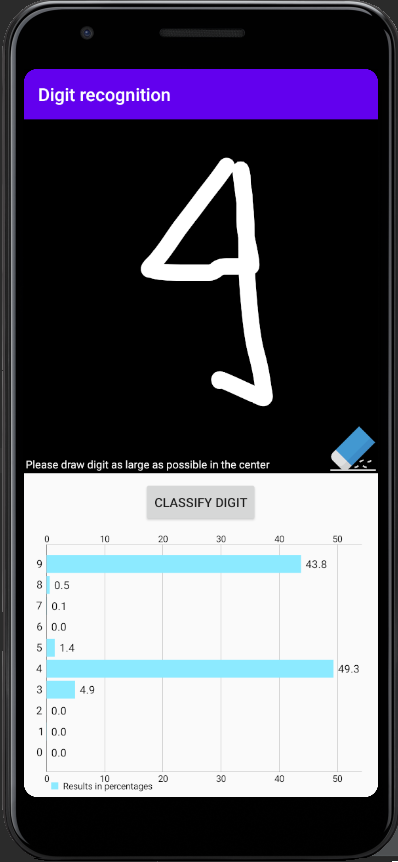 Digit recognition
Please draw digit as large as possible in the center
CLASSIFY DIGIT
0 10 20 30 40 50
9 43.8
8 0.5
7 0.1
6 0.0
5 1.4
4 49.3
3 4.9
2 0.0
1 0.0
0 0.0
0 10 20 30 40 50
Results in percentages